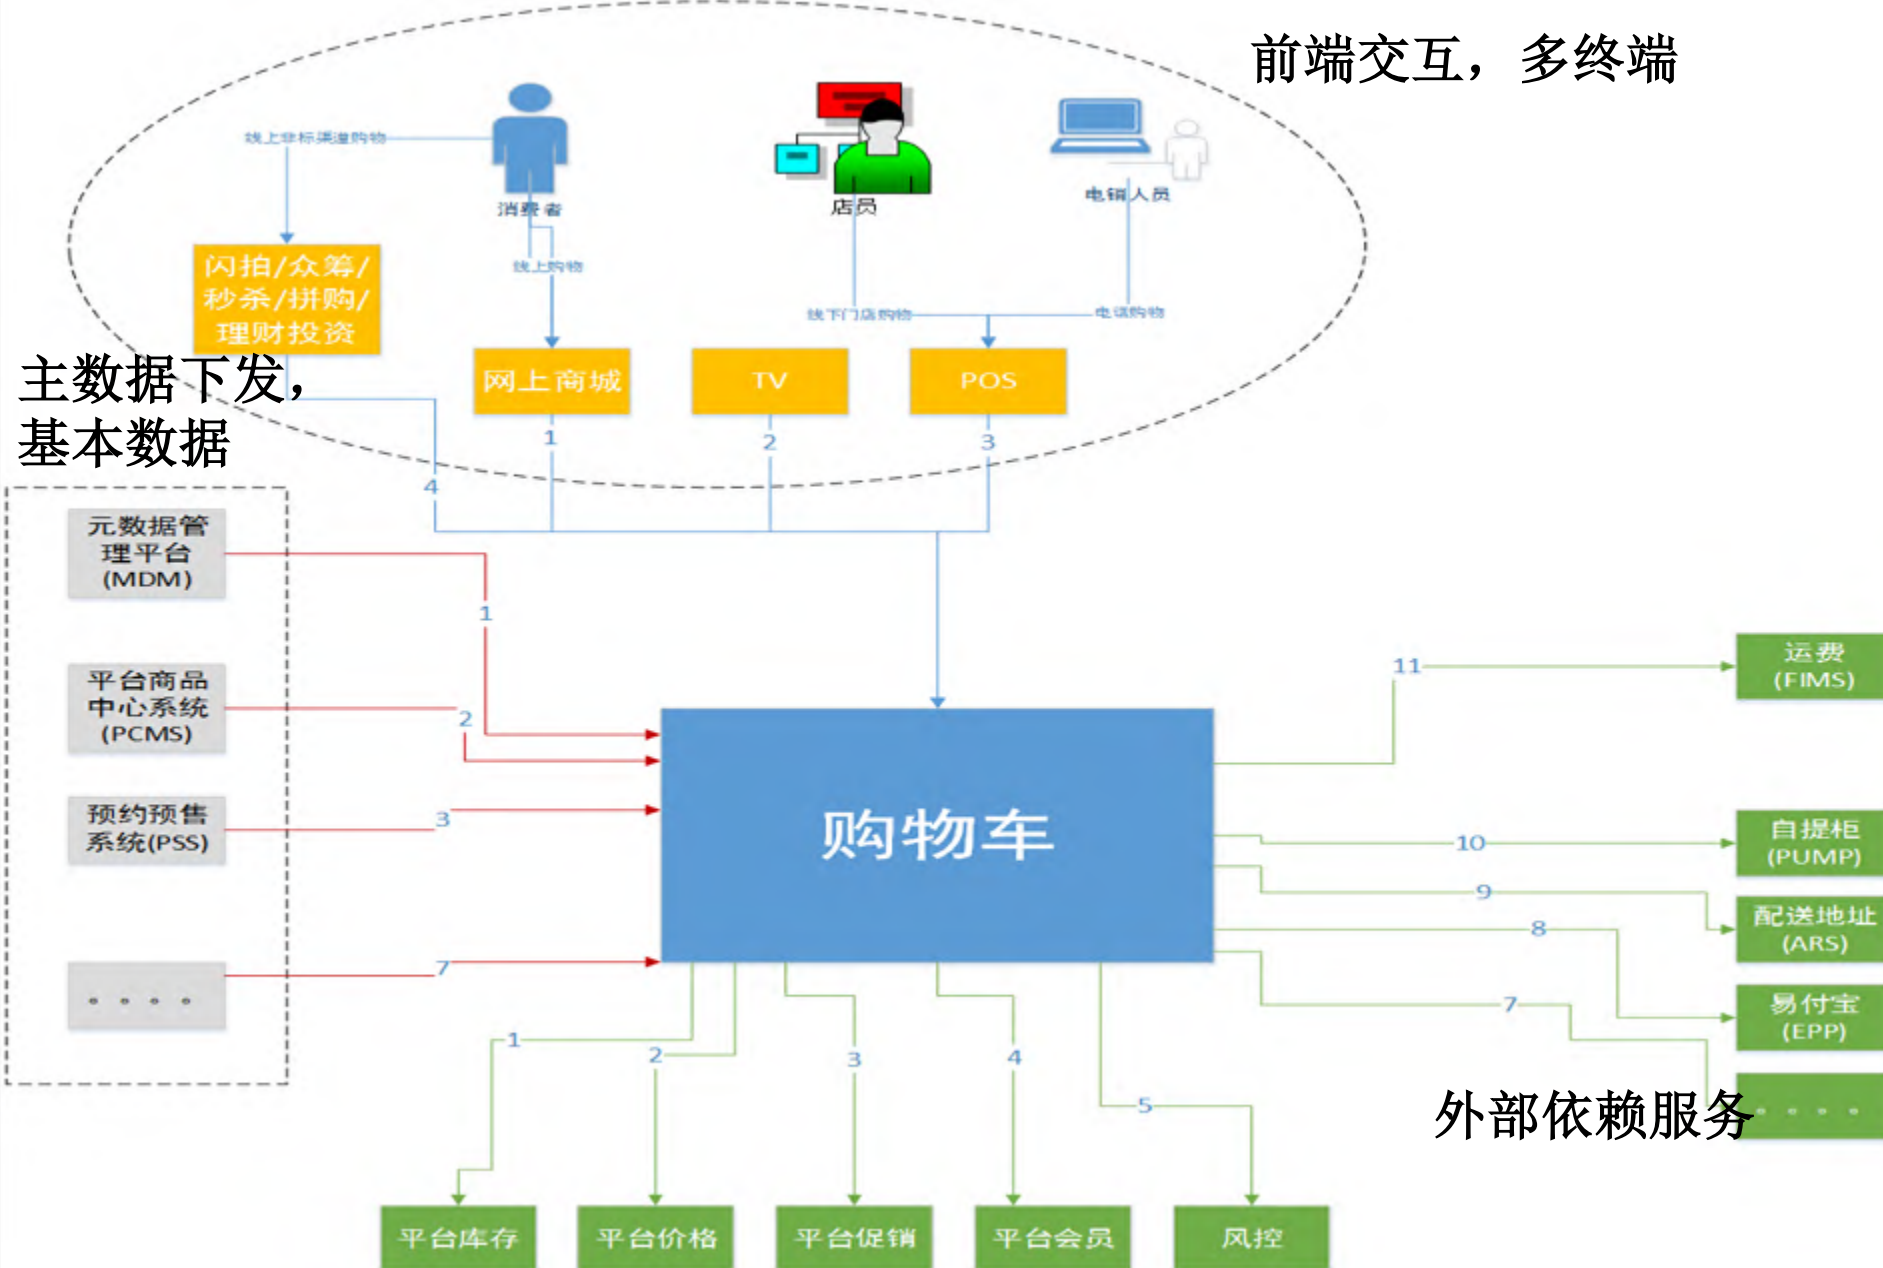 前端交互，多终端
线上非标渠道购物
消费者
店员
电销人员
线上购物
闪拍/众筹/
秒杀/拼购/
理财投资
线下门店购物
电话购物
网上商城
TV
POS
主数据下发，
基本数据
1
2
3
4
元数据管
理平台
(MDM)
1
平台商品
中心系统
(PCMS)
2
预约预售
系统(PSS)
3
。。。。
7
购物车
11
运费
(FIMS)
10
自提柜
(PUMP)
9
配送地址
(ARS)
8
易付宝
(EPP)
7
外部依赖服务
。。。。
1
2
3
4
5
平台库存
平台价格
平台促销
平台会员
风控